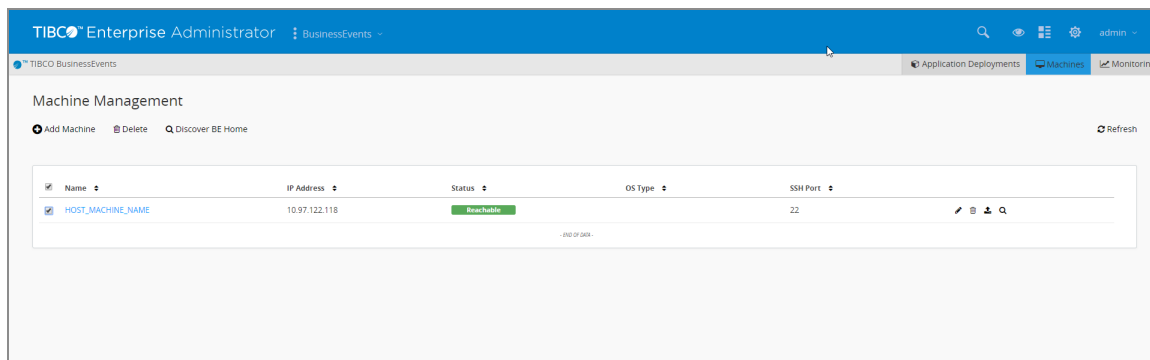 TIBCO™ Enterprise Administrator BusinessEvents admin
™ TIBCO BusinessEvents Application Deployments Machines Monitorin
Machine Management
Add Machine Delete Discover BE Home Refresh
Name IP Address Status OS Type SSH Port
HOST_MACHINE_NAME 10.97.122.118 Reachable 22
- END OF DATA -